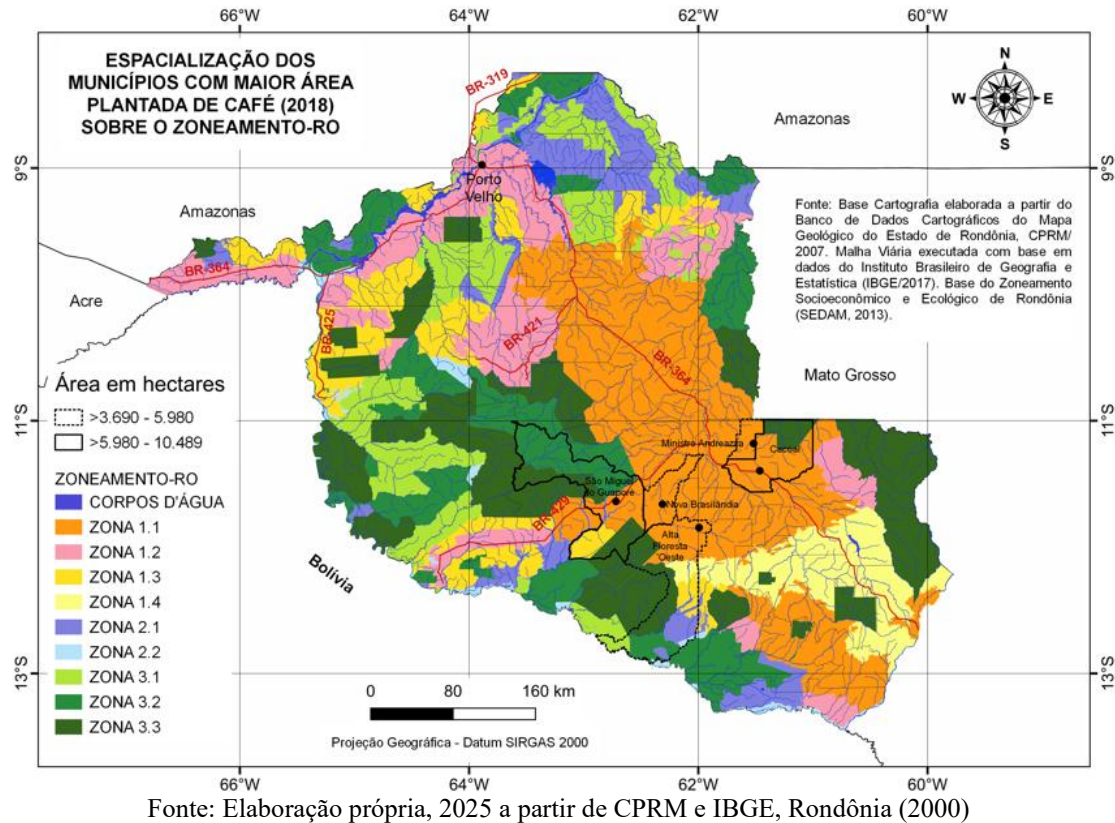 66°W 64°W 62°W 60°W
ESPACIALIZAÇÃO DOS
MUNICÍPIOS COM MAIOR ÁREA
PLANTADA DE CAFÉ (2018)
SOBRE O ZONEAMENTO-RO
BR-319
N
W E
S
Amazonas
9°S
9°S
Porto
Velho
Amazonas
BR-364
Acre
Fonte: Base Cartografia elaborada a partir do
Banco de Dados Cartográficos do Mapa
Geológico do Estado de Rondônia, CPRM/
2007. Malha Viária executada com base em
dados do Instituto Brasileiro de Geografia e
Estatística (IBGE/2017). Base do Zoneamento
Socioeconômico e Ecológico de Rondônia
(SEDAM, 2013).
BR-425
BR-421
BR-364
Mato Grosso
11°S
11°S
Área em hectares
>3.690 - 5.980
>5.980 - 10.489
ZONEAMENTO-RO
CORPOS D'ÁGUA
ZONA 1.1
ZONA 1.2
ZONA 1.3
ZONA 1.4
ZONA 2.1
ZONA 2.2
ZONA 3.1
ZONA 3.2
ZONA 3.3
Ministro Andreazza
Cacoal
São Miguel
do Guaporé
Nova Brasilândia
BR-429
Alta
Floresta
Oeste
Bolívia
13°S
13°S
0 80 160 km
Projeção Geográfica - Datum SIRGAS 2000
66°W 64°W 62°W 60°W
Fonte: Elaboração própria, 2025 a partir de CPRM e IBGE, Rondônia (2000)